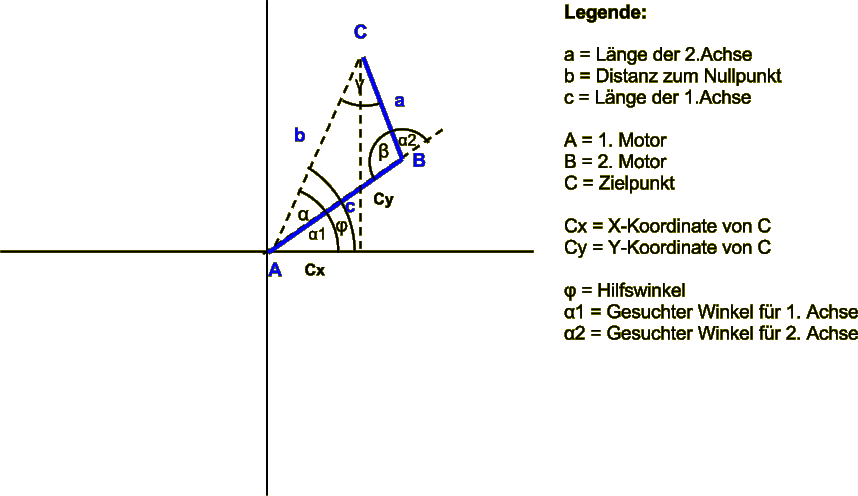 C
γ
a
b
α2
β
B
Cy
c
α
α1
φ
A
Cx
Legende:
a = Länge der 2.Achse
b = Distanz zum Nullpunkt
c = Länge der 1.Achse
A = 1. Motor
B = 2. Motor
C = Zielpunkt
Cx = X-Koordinate von C
Cy = Y-Koordinate von C
φ = Hilfswinkel
α1 = Gesuchter Winkel für 1. Achse
α2 = Gesuchter Winkel für 2. Achse